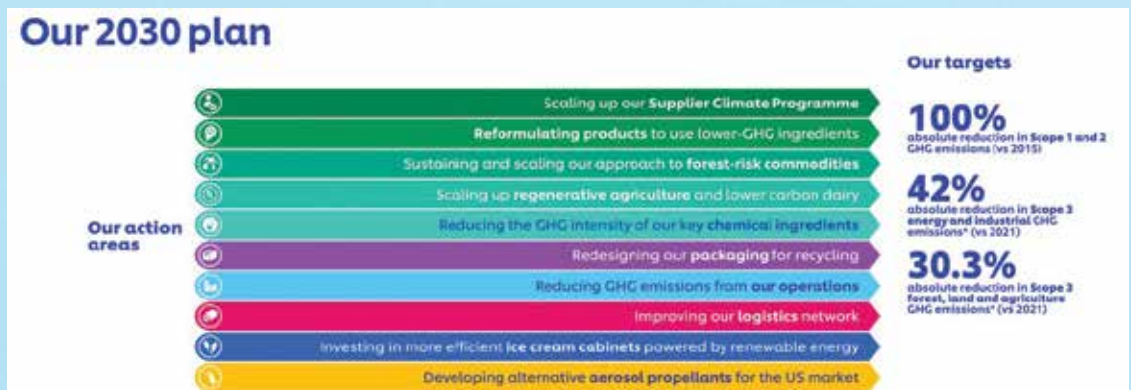 Our 2030 plan
Our targets
Scaling up our Supplier Climate Programme
Reformulating products to use lower-GHG ingredients
Sustaining and scaling our approach to forest-risk commodities
Scaling up regenerative agriculture and lower carbon dairy
Reducing the GHG intensity of our key chemical ingredients
Redesigning our packaging for recycling
Reducing GHG emissions from our operations
Improving our logistics network
Investing in more efficient ice cream cabinets powered by renewable energy
Developing alternative aerosol propellants for the US market
Our action
areas
100%
absolute reduction in Scope 1 and 2
GHG emissions (vs 2015)
42%
absolute reduction in Scope 3
energy and industrial GHG
emissions* (vs 2021)
30.3%
absolute reduction in Scope 3
forest, land and agriculture
GHG emissions* (vs 2021)